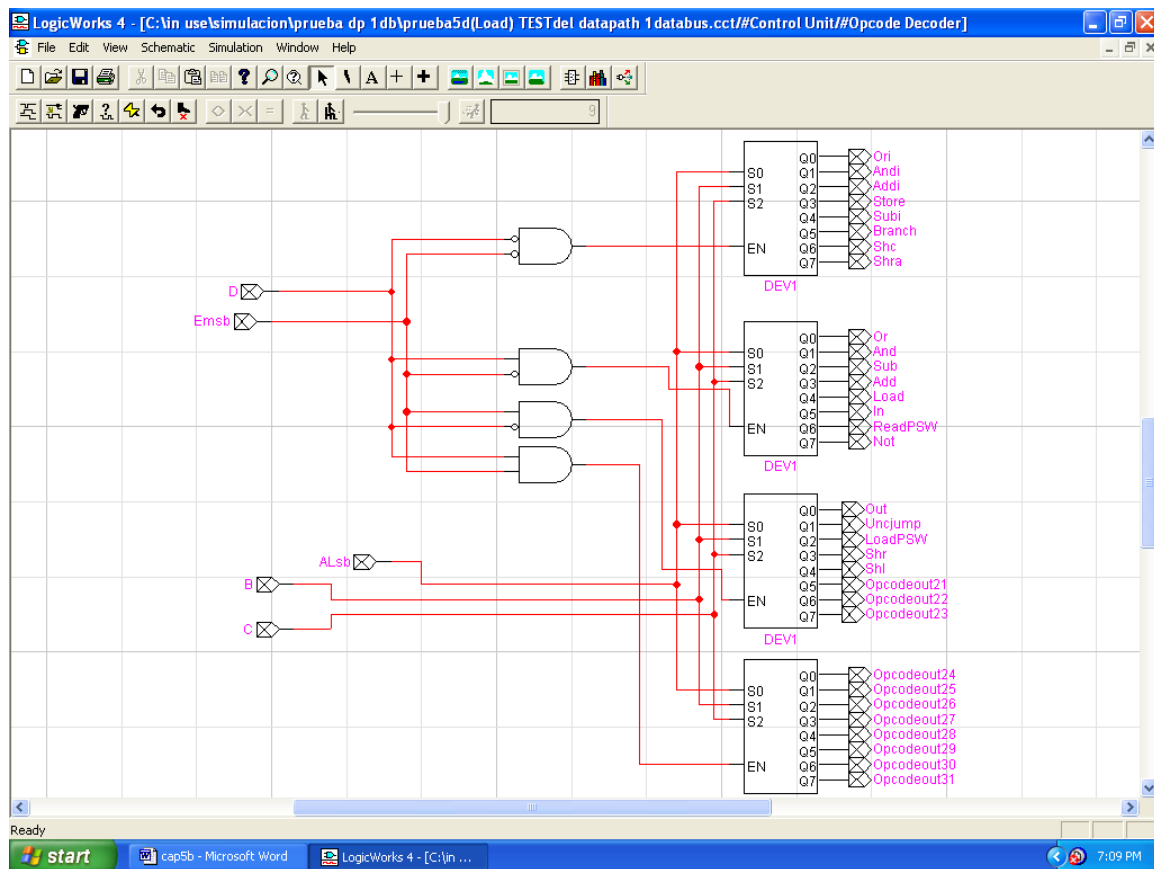 LogicWorks 4 - [C:\in use\simulacion\prueba dp 1db\prueba5d(Load) TESTdel datapath 1databus.cct/#Control Unit/#Opcode Decoder]
File Edit View Schematic Simulation Window Help
9
D
Emsb
ALsb
B
C
S0
S1
S2
EN
Q0 Ori
Q1 Andi
Q2 Addi
Q3 Store
Q4 Subi
Q5 Branch
Q6 Shc
Q7 Shra
DEV1
S0
S1
S2
EN
Q0 Or
Q1 And
Q2 Sub
Q3 Add
Q4 Load
Q5 In
Q6 ReadPSW
Q7 Not
DEV1
S0
S1
S2
EN
Q0 Out
Q1 Uncjump
Q2 LoadPSW
Q3 Shr
Q4 Shl
Q5 Opcodeout21
Q6 Opcodeout22
Q7 Opcodeout23
DEV1
S0
S1
S2
EN
Q0 Opcodeout24
Q1 Opcodeout25
Q2 Opcodeout26
Q3 Opcodeout27
Q4 Opcodeout28
Q5 Opcodeout29
Q6 Opcodeout30
Q7 Opcodeout31
Ready
start cap5b - Microsoft Word LogicWorks 4 - [C:\in ... 7:09 PM